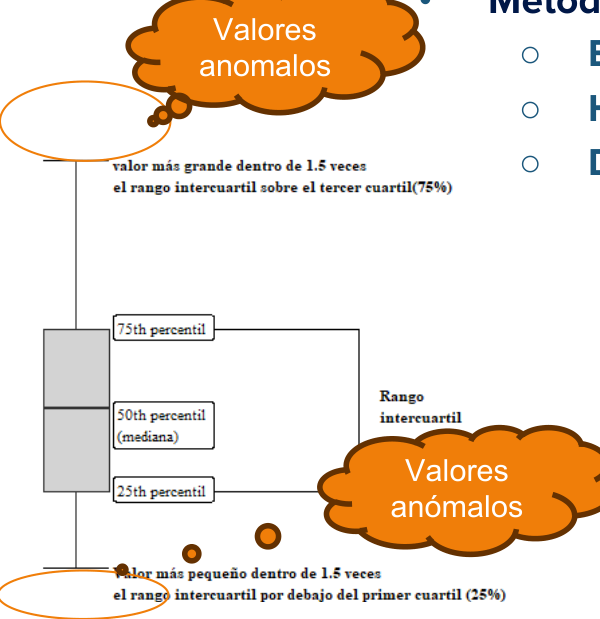 Valores
anomalos
valor más grande dentro de 1.5 veces
el rango intercuartil sobre el tercer cuartil(75%)
75th percentil
50th percentil
(mediana)
25th percentil
Rango
intercuartil
Valores
anómalos
Valor más pequeño dentro de 1.5 veces
el rango intercuartil por debajo del primer cuartil (25%)